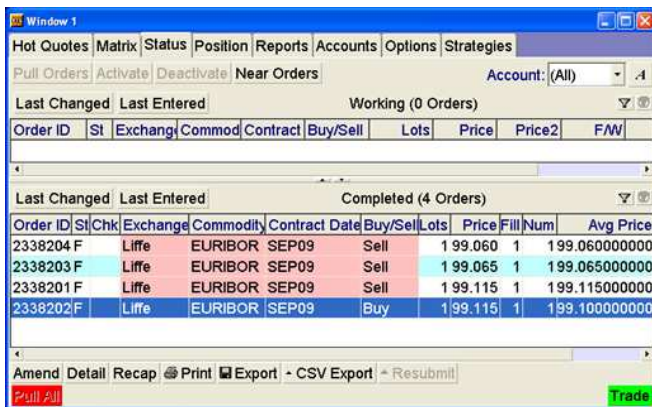 Window 1
Hot Quotes Matrix Status Position Reports Accounts Options Strategies
Pull Orders Activate Deactivate Near Orders Account: (All) A
Last Changed Last Entered Working (0 Orders)
Order ID St Exchang Commod Contract Buy/Sell Lots Price Price2 F/W
Last Changed Last Entered Completed (4 Orders)
Order ID St Chk Exchange Commodity Contract Date Buy/Sell Lots Price Fill Num Avg Price
2338204 F Liffe EURIBOR SEP09 Sell 1 99.060 1 1 99.060000000
2338203 F Liffe EURIBOR SEP09 Sell 1 99.065 1 1 99.065000000
2338201 F Liffe EURIBOR SEP09 Sell 1 99.115 1 1 99.115000000
2338202 F Liffe EURIBOR SEP09 Buy 1 99.115 1 1 99.100000000
Amend Detail Recap Print Export - CSV Export Resubmit
Pull All Trade